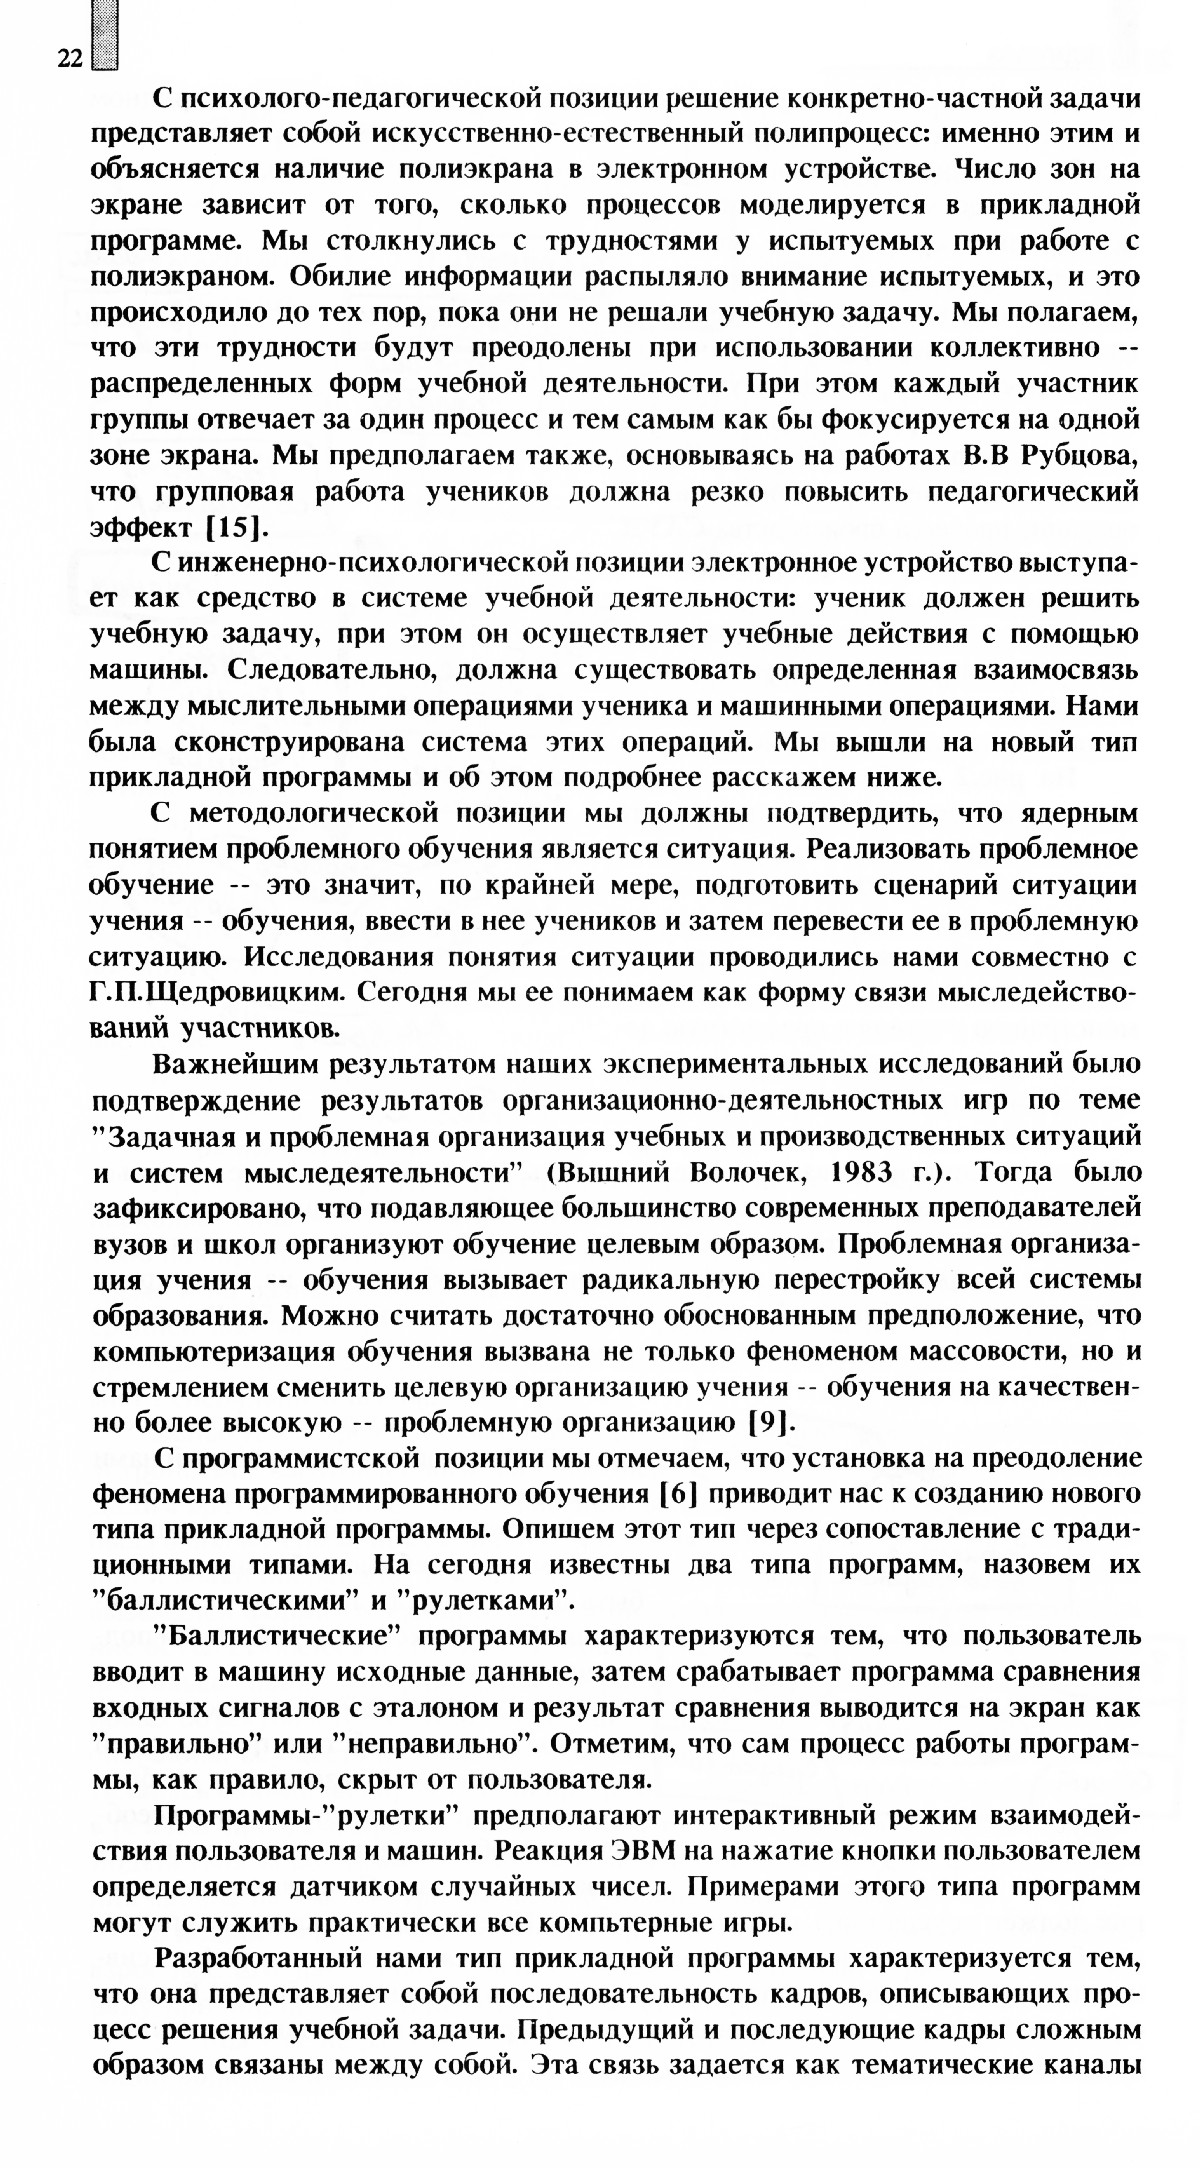 22
С психолого-педагогической позиции решение конкретно-частной задачи
представляет собой искусственно-естественный полипроцесс: именно этим и
объясняется наличие полиэкрана в электронном устройстве. Число зон на
экране зависит от того, сколько процессов моделируется в прикладной
программе. Мы столкнулись с трудностями у испытуемых при работе с
полиэкраном. Обилие информации распыляло внимание испытуемых, и это
происходило до тех пор, пока они не решали учебную задачу. Мы полагаем,
что эти трудности будут преодолены при использовании коллективно --
распределенных форм учебной деятельности. При этом каждый участник
группы отвечает за один процесс и тем самым как бы фокусируется на одной
зоне экрана. Мы предполагаем также, основываясь на работах В.В Рубцова,
что групповая работа учеников должна резко повысить педагогический
эффект [15].
С инженерно-психологической позиции электронное устройство выступа-
ет как средство в системе учебной деятельности: ученик должен решить
учебную задачу, при этом он осуществляет учебные действия с помощью
машины. Следовательно, должна существовать определенная взаимосвязь
между мыслительными операциями ученика и машинными операциями. Нами
была сконструирована система этих операций. Мы вышли на новый тип
прикладной программы и об этом подробнее расскажем ниже.
С методологической позиции мы должны подтвердить, что ядерным
понятием проблемного обучения является ситуация. Реализовать проблемное
обучение -- это значит, по крайней мере, подготовить сценарий ситуации
учения -- обучения, ввести в нее учеников и затем перевести ее в проблемную
ситуацию. Исследования понятия ситуации проводились нами совместно с
Г.П.Щедровицким. Сегодня мы ее понимаем как форму связи мыследейство-
ваний участников.
Важнейшим результатом наших экспериментальных исследований было
подтверждение результатов организационно-деятельностных игр по теме
”Задачная и проблемная организация учебных и производственных ситуаций
и систем мыследеятельности” (Вышний Волочек, 1983 г.). Тогда было
зафиксировано, что подавляющее большинство современных преподавателей
вузов и школ организуют обучение целевым образом. Проблемная организа-
ция учения -- обучения вызывает радикальную перестройку всей системы
образования. Можно считать достаточно обоснованным предположение, что
компьютеризация обучения вызвана не только феноменом массовости, но и
стремлением сменить целевую организацию учения -- обучения на качествен-
но более высокую -- проблемную организацию [9].
С программистской позиции мы отмечаем, что установка на преодоление
феномена программированного обучения [6] приводит нас к созданию нового
типа прикладной программы. Опишем этот тип через сопоставление с тради-
ционными типами. На сегодня известны два типа программ, назовем их
”баллистическими” и ”рулетками”.
”Баллистические” программы характеризуются тем, что пользователь
вводит в машину исходные данные, затем срабатывает программа сравнения
входных сигналов с эталоном и результат сравнения выводится на экран как
”правильно” или ”неправильно”. Отметим, что сам процесс работы програм-
мы, как правило, скрыт от пользователя.
Программы-”рулетки” предполагают интерактивный режим взаимодей-
ствия пользователя и машин. Реакция ЭВМ на нажатие кнопки пользователем
определяется датчиком случайных чисел. Примерами этого типа программ
могут служить практически все компьтерные игры.
Разработанный нами тип прикладной программы характеризуется тем,
что она представляет собой последовательность кадров, описывающих про-
цесс решения учебной задачи. Предыдущий и последующие кадры сложным
образом связаны между собой. Эта связь задается как тематические каналы